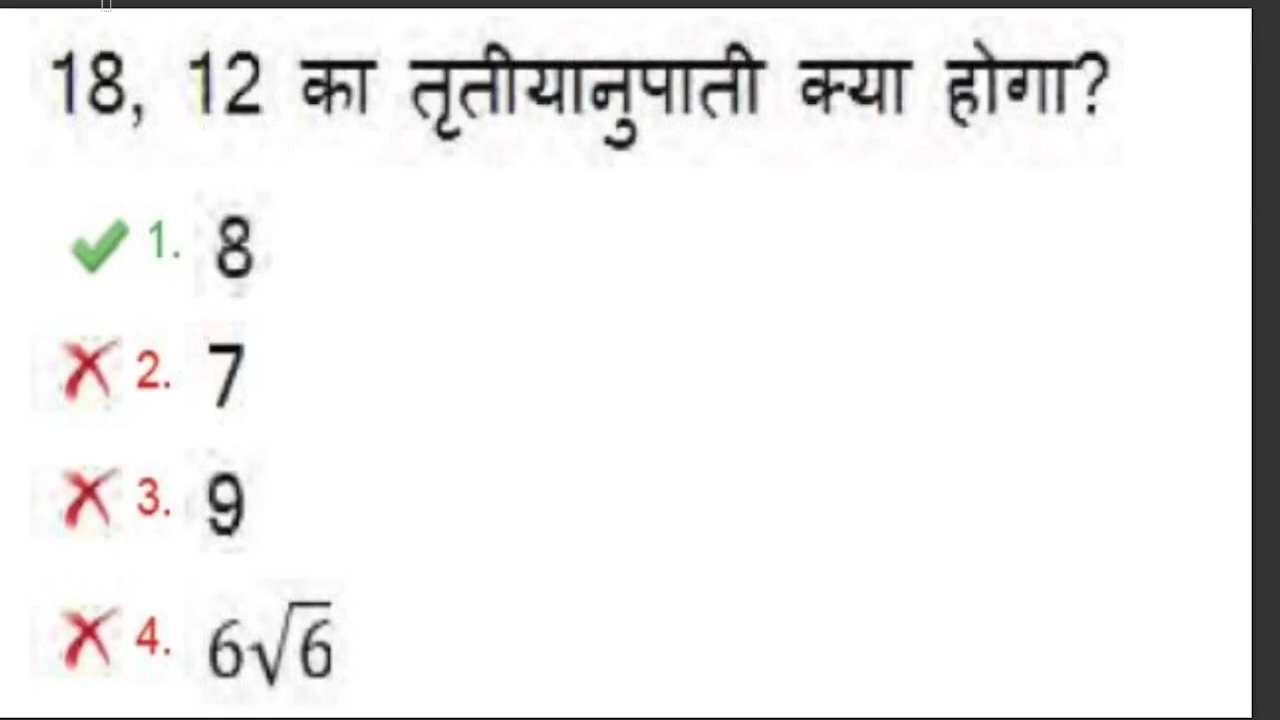 18, 12 का तृतीयानुपाती क्या होगा?
1. 8
2. 7
3. 9
4. 6√6